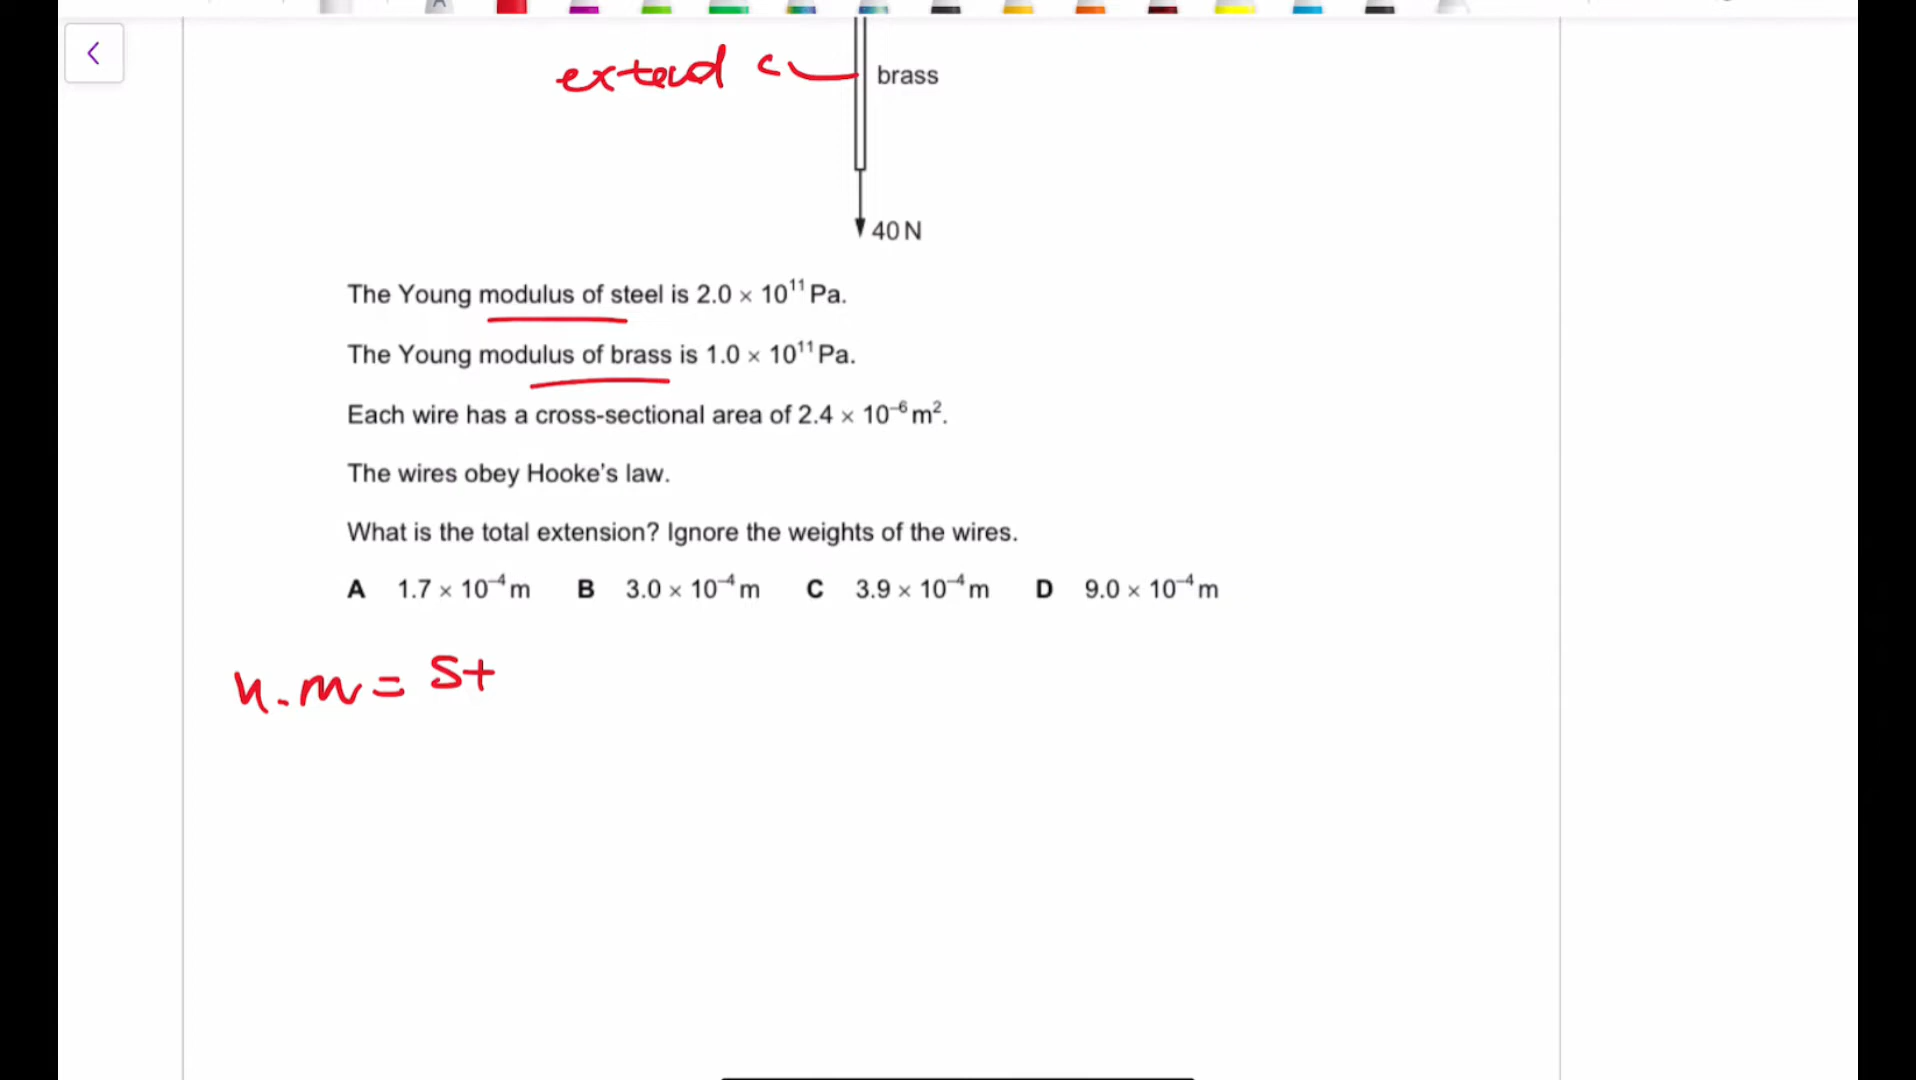 extend
brass
40 N
The Young modulus of steel is 2.0 × 10¹¹ Pa.
The Young modulus of brass is 1.0 × 10¹¹ Pa.
Each wire has a cross-sectional area of 2.4 × 10⁻⁶ m².
The wires obey Hooke's law.
What is the total extension? Ignore the weights of the wires.
A 1.7 × 10⁻⁴ m B 3.0 × 10⁻⁴ m C 3.9 × 10⁻⁴ m D 9.0 × 10⁻⁴ m
y.m = St